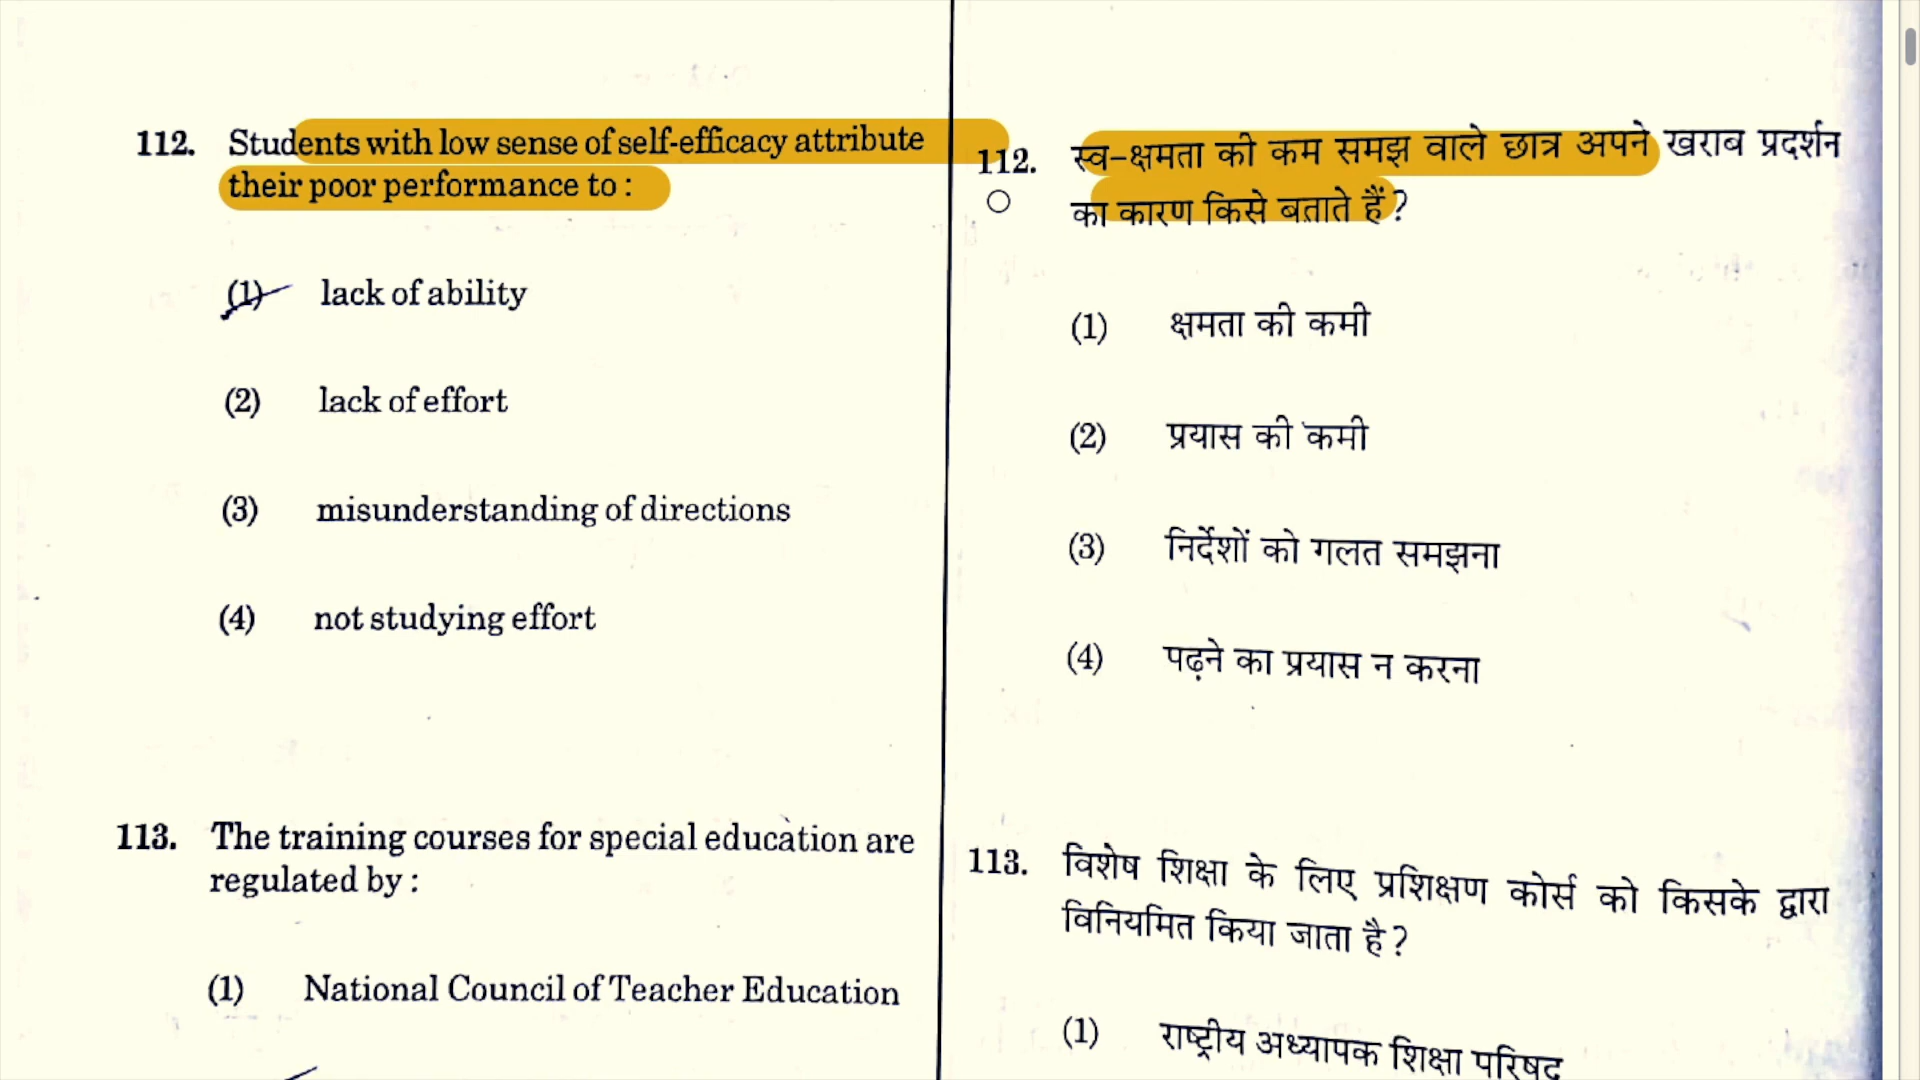 112. Students with low sense of self-efficacy attribute
their poor performance to :
(1) lack of ability
(2) lack of effort
(3) misunderstanding of directions
(4) not studying effort
113. The training courses for special education are
regulated by :
(1) National Council of Teacher Education
112. स्व-क्षमता की कम समझ वाले छात्र अपने खराब प्रदर्शन
का कारण किसे बताते हैं ?
(1) क्षमता की कमी
(2) प्रयास की कमी
(3) निर्देशों को गलत समझना
(4) पढ़ने का प्रयास न करना
113. विशेष शिक्षा के लिए प्रशिक्षण कोर्स को किसके द्वारा
विनियमित किया जाता है ?
(1) राष्ट्रीय अध्यापक शिक्षा परिषद